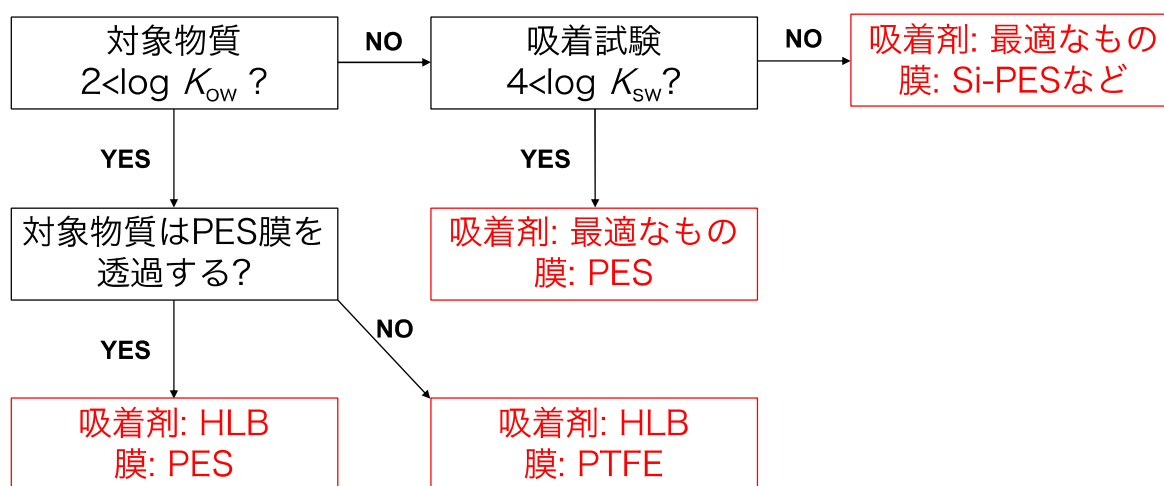 対象物質
2<log Kow ?
NO
吸着試験
4<log Ksw?
NO
吸着剤: 最適なもの
膜: Si-PESなど
YES
YES
対象物質はPES膜を
透過する?
吸着剤: 最適なもの
膜: PES
YES
NO
吸着剤: HLB
膜: PES
吸着剤: HLB
膜: PTFE